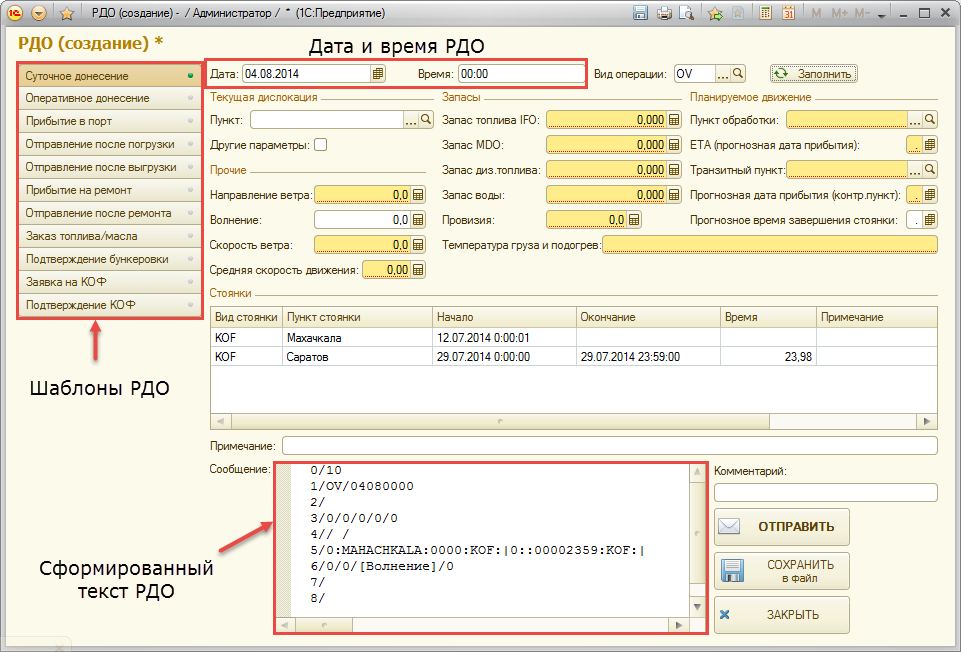 РДО (создание) - / Администратор / * (1С:Предприятие)
M M+ M-
РДО (создание) *
Дата и время РДО
Суточное донесение
Оперативное донесение
Прибытие в порт
Отправление после погрузки
Отправление после выгрузки
Прибытие на ремонт
Отправление после ремонта
Заказ топлива/масла
Подтверждение бункеровки
Заявка на КОФ
Подтверждение КОФ
Шаблоны РДО
Дата: 04.08.2014 Время: 00:00 Вид операции: OV ... Заполнить
Текущая дислокация
Пункт: ...
Другие параметры:
Прочие
Направление ветра: 0,0
Волнение: 0,0
Скорость ветра: 0,0
Средняя скорость движения: 0,00
Запасы
Запас топлива IFO: 0,000
Запас MDO: 0,000
Запас диз.топлива: 0,000
Запас воды: 0,000
Провизия: 0,0
Температура груза и подогрев:
Планируемое движение
Пункт обработки: ...
ETA (прогнозная дата прибытия): .
Транзитный пункт: ...
Прогнозная дата прибытия (контр.пункт): .
Прогнозное время завершения стоянки: .
Стоянки
Вид стоянки Пункт стоянки Начало Окончание Время Примечание
KOF Махачкала 12.07.2014 0:00:01
KOF Саратов 29.07.2014 0:00:00 29.07.2014 23:59:00 23,98
Примечание:
Сообщение:
0/10
1/OV/04080000
2/
3/0/0/0/0/0
4// /
5/0:MAHACHKALA:0000:KOF:|0::00002359:KOF:|
6/0/0/[Волнение]/0
7/
8/
Сформированный
текст РДО
Комментарий:
ОТПРАВИТЬ
СОХРАНИТЬ
в файл
ЗАКРЫТЬ